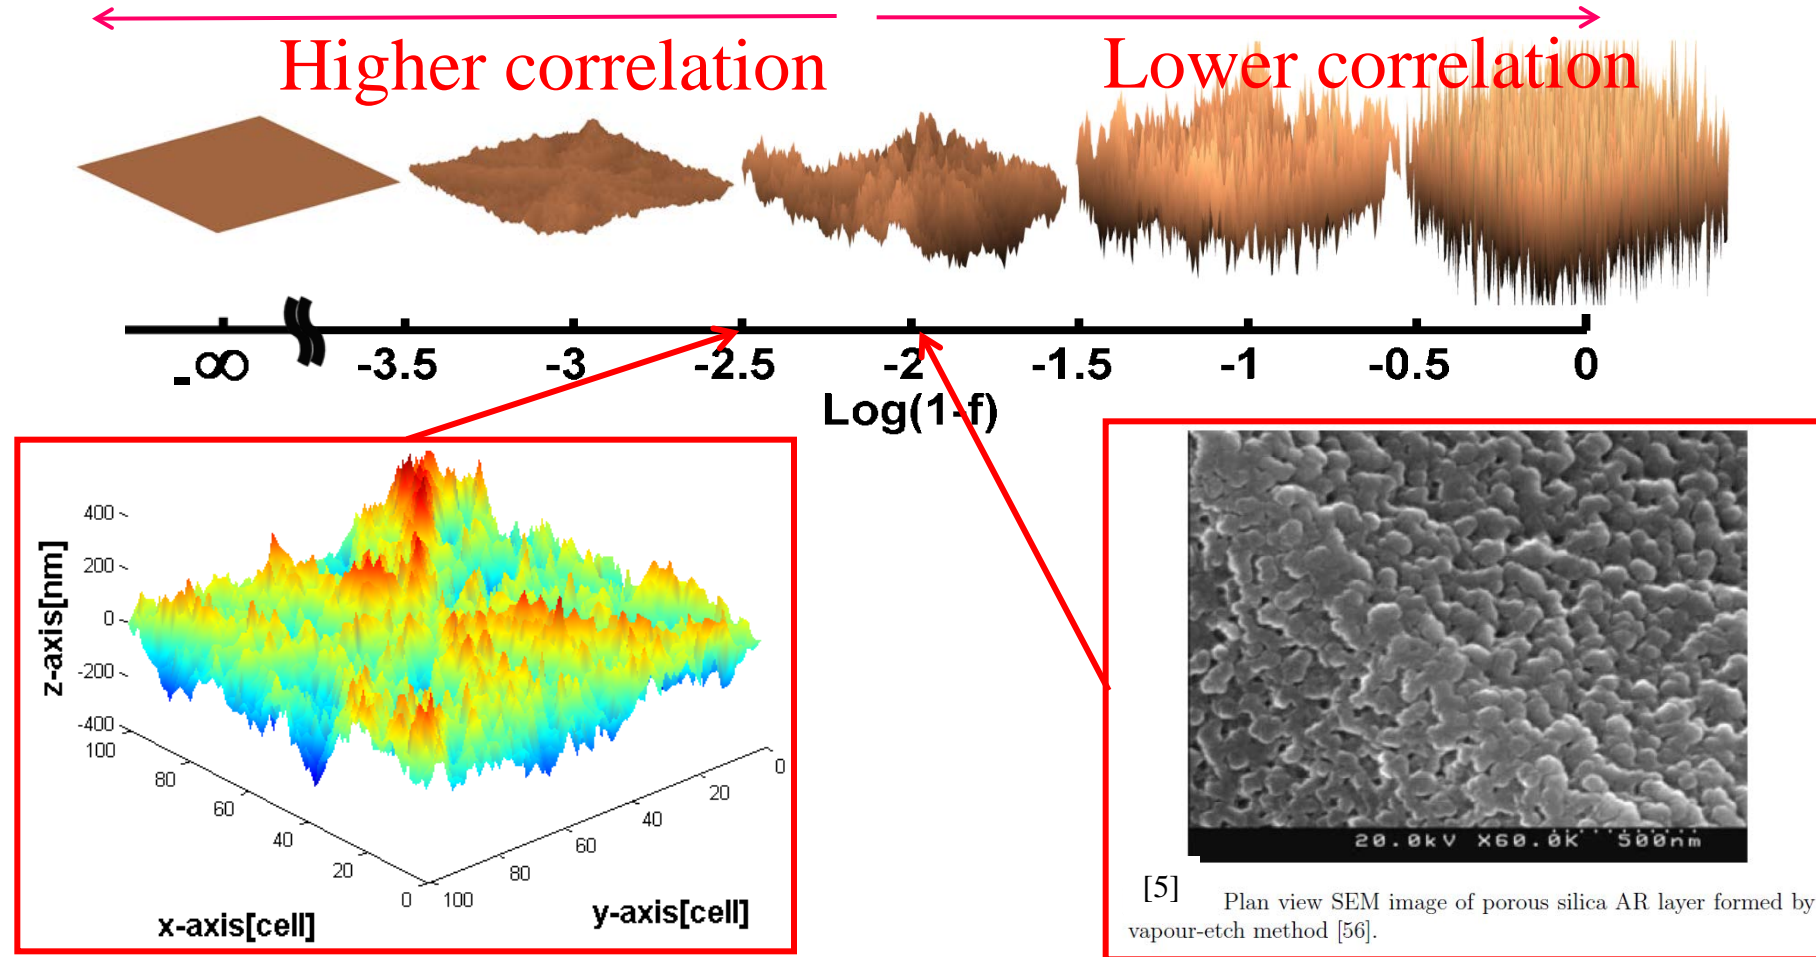 Higher correlation
Lower correlation
-∞ -3.5 -3 -2.5 -2 -1.5 -1 -0.5 0
Log(1-f)
z-axis[nm]
400
200
0
-200
-400
100
80
60
40
20
0
x-axis[cell]
100
80
60
40
20
0
y-axis[cell]
20.0kV X60.0K 500nm
[5] Plan view SEM image of porous silica AR layer formed by
vapour-etch method [56].